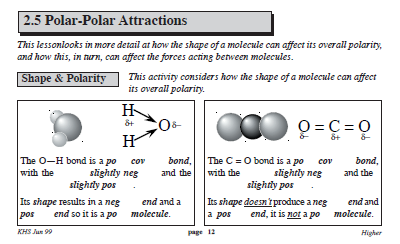 2.5 Polar-Polar Attractions
This lessonlooks in more detail at how the shape of a molecule can affect its overall polarity,
and how this, in turn, can affect the forces acting between molecules.
Shape & Polarity
This activity considers how the shape of a molecule can affect
its overall polarity.
H
δ+ O δ–
H
The O—H bond is a po cov bond,
with the slightly neg and the
slightly pos .
Its shape results in a neg end and a
pos end so it is a po molecule.
O = C = O
δ– δ+ δ–
The C = O bond is a po cov bond,
with the slightly neg and the
slightly pos .
Its shape doesn't produce a neg end and
a pos end, it is not a po molecule.
KHS Jun 99 page 12 Higher